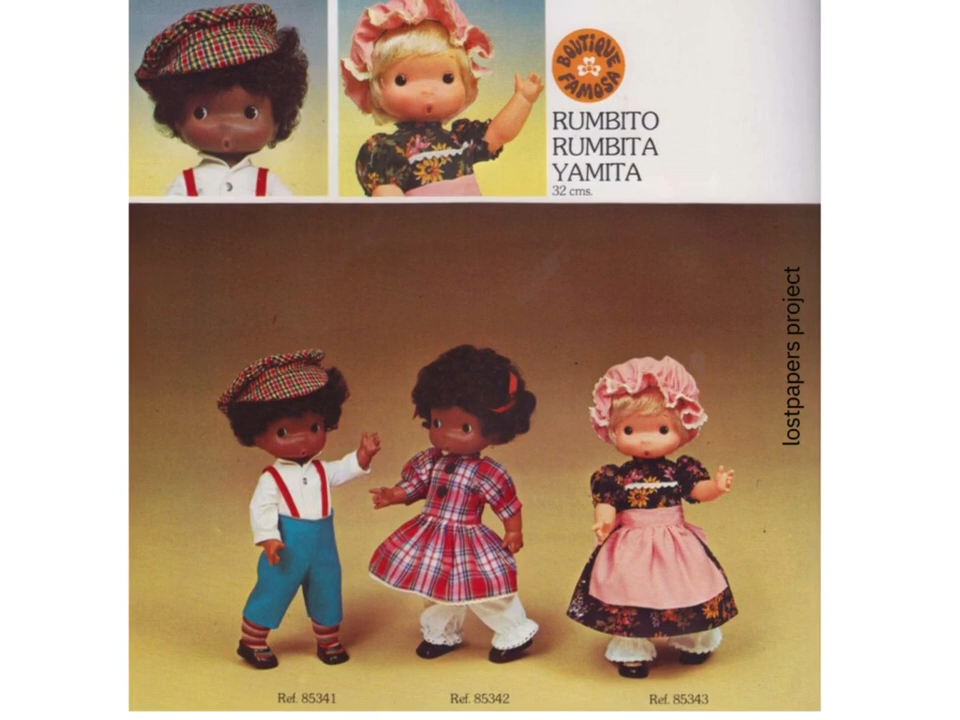 BOUTIQUE
FAMOSA
RUMBITO
RUMBITA
YAMITA
32 cms.
lostpapers project
Ref. 85341
Ref. 85342
Ref. 85343